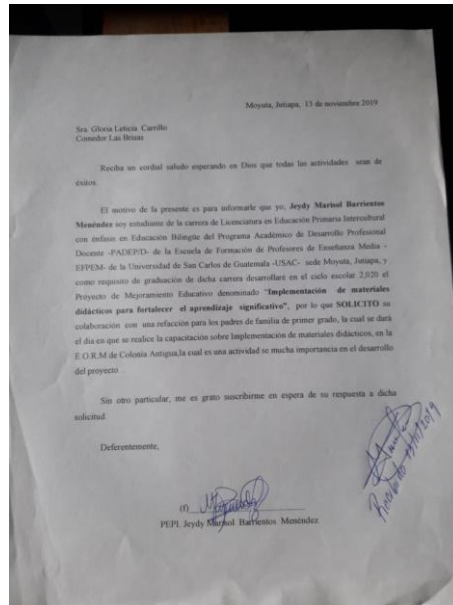 Moyuta, Jutiapa, 13 de noviembre 2019
Sra. Gloria Leticia Carrillo
Comedor Las Brisas
Reciba un cordial saludo esperando en Dios que todas las actividades sean de
éxitos.
El motivo de la presente es para informarle que yo, Jeydy Marisol Barrientos
Menéndez soy estudiante de la carrera de Licenciatura en Educación Primaria Intercultural
con énfasis en Educación Bilingüe del Programa Académico de Desarrollo Profesional
Docente -PADEP/D- de la Escuela de Formación de Profesores de Enseñanza Media -
EFPEM- de la Universidad de San Carlos de Guatemala -USAC- sede Moyuta, Jutiapa, y
como requisito de graduación de dicha carrera desarrollaré en el ciclo escolar 2,020 el
Proyecto de Mejoramiento Educativo denominado "Implementación de materiales
didácticos para fortalecer el aprendizaje significativo", por lo que SOLICITO su
colaboración con una refacción para los padres de familia de primer grado, la cual se dará
el día en que se realice la capacitación sobre Implementación de materiales didácticos, en la
E.O.R.M de Colonia Antigua,la cual es una actividad se mucha importancia en el desarrollo
del proyecto
Sin otro particular, me es grato suscribirme en espera de su respuesta a dicha
solicitud.
Deferentemente,
(f)
PEPI. Jeydy Marisol Barrientos Menéndez
Recibido 13/11/2019